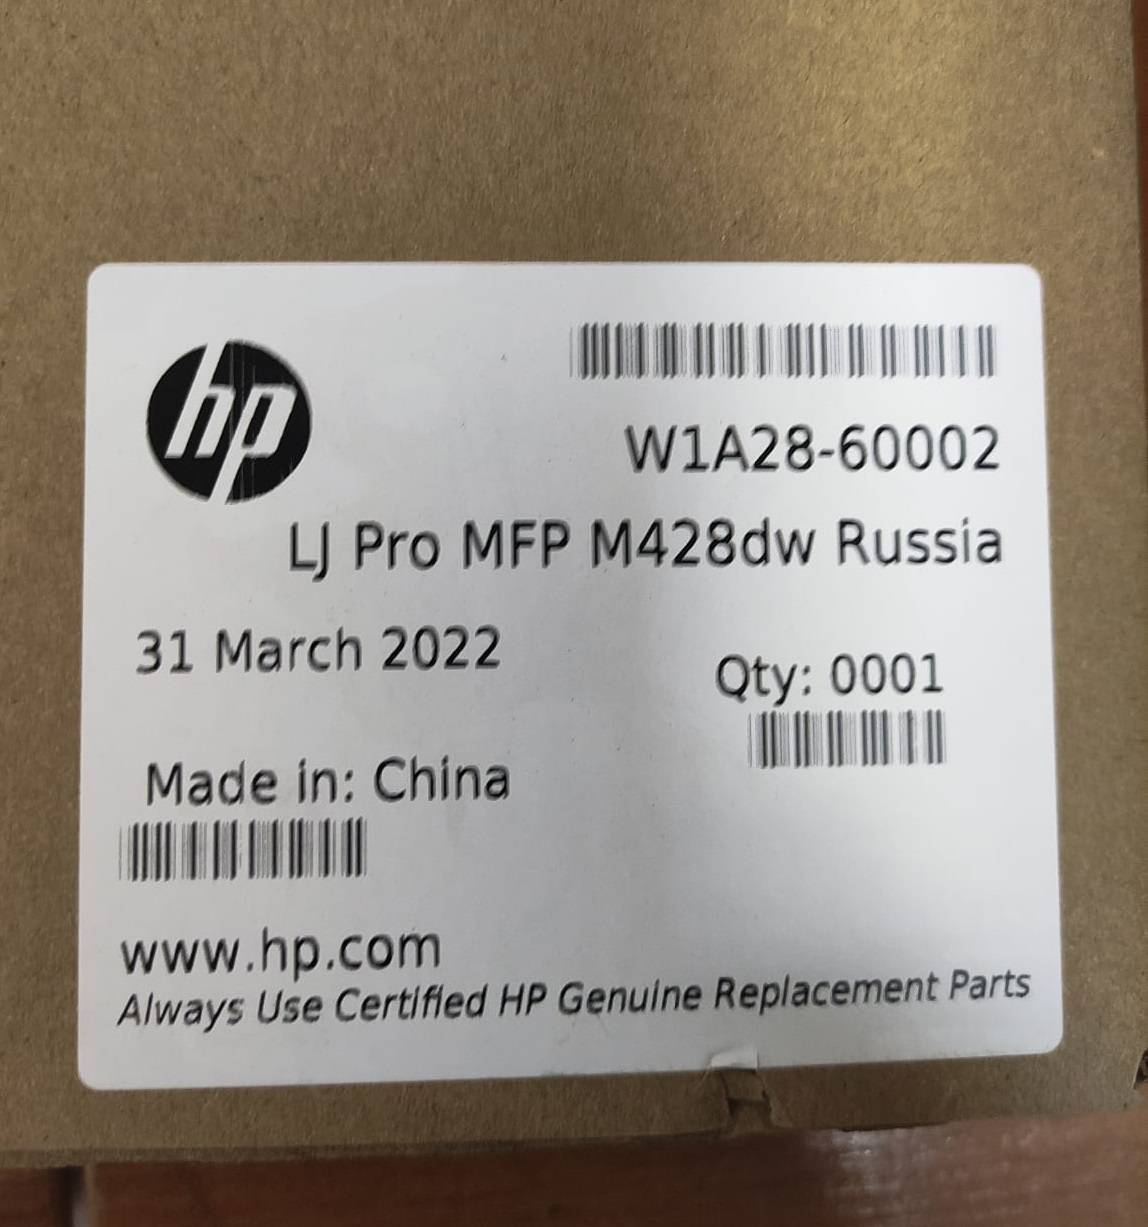 hp
W1A28-60002
LJ Pro MFP M428dw Russia
31 March 2022
Qty: 0001
Made in: China
www.hp.com
Always Use Certified HP Genuine Replacement Parts